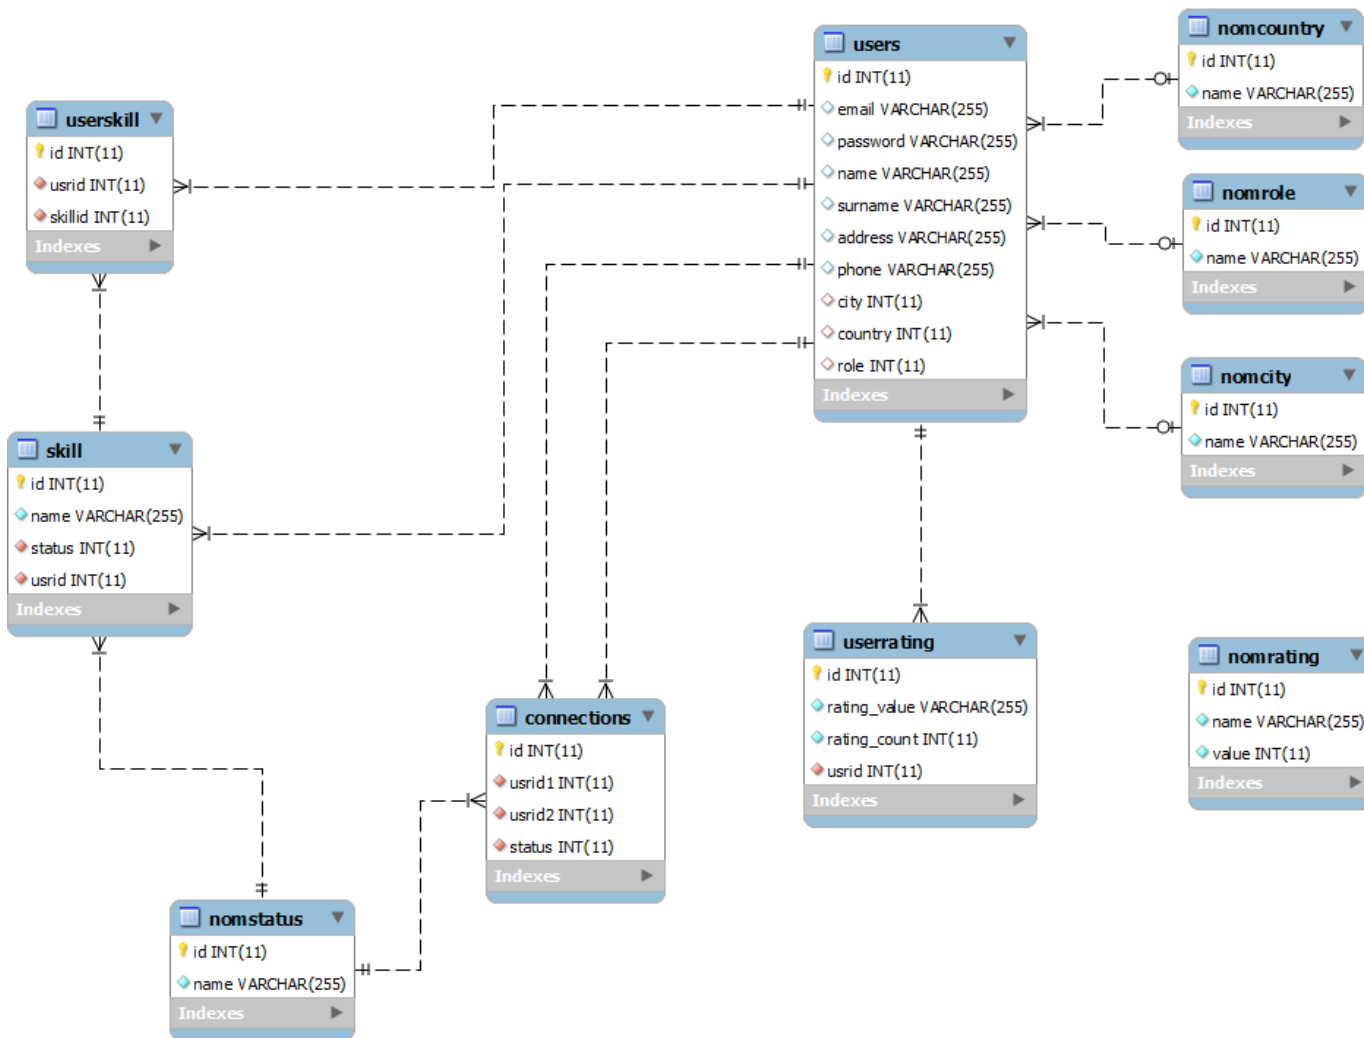 users
id INT(11)
email VARCHAR(255)
password VARCHAR(255)
name VARCHAR(255)
surname VARCHAR(255)
address VARCHAR(255)
phone VARCHAR(255)
city INT(11)
country INT(11)
role INT(11)
Indexes
nomcountry
id INT(11)
name VARCHAR(255)
Indexes
userskill
id INT(11)
usrid INT(11)
skillid INT(11)
Indexes
nomrole
id INT(11)
name VARCHAR(255)
Indexes
nomcity
id INT(11)
name VARCHAR(255)
Indexes
skill
id INT(11)
name VARCHAR(255)
status INT(11)
usrid INT(11)
Indexes
userrating
id INT(11)
rating_value VARCHAR(255)
rating_count INT(11)
usrid INT(11)
Indexes
nomrating
id INT(11)
name VARCHAR(255)
value INT(11)
Indexes
connections
id INT(11)
usrid1 INT(11)
usrid2 INT(11)
status INT(11)
Indexes
nomstatus
id INT(11)
name VARCHAR(255)
Indexes